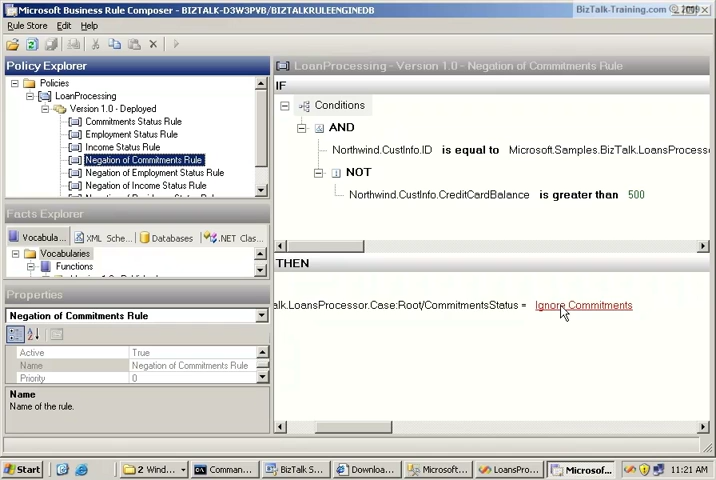 Microsoft Business Rule Composer - BIZTALK-D3W3PVB/BIZTALKRULEENGINEDB
BizTalk-Training.com
Rule Store Edit Help
Policy Explorer
Policies
LoanProcessing
Version 1.0 - Deployed
Commitments Status Rule
Employment Status Rule
Income Status Rule
Negation of Commitments Rule
Negation of Employment Status Rule
Negation of Income Status Rule
Facts Explorer
Vocabula...
XML Sche...
Databases
.NET Clas...
Vocabularies
Functions
Properties
Negation of Commitments Rule
Active True
Name Negation of Commitments Rule
Priority 0
Name
Name of the rule.
LoanProcessing - Version 1.0 - Negation of Commitments Rule
IF
Conditions
AND
Northwind.CustInfo.ID is equal to Microsoft.Samples.BizTalk.LoansProcessor
NOT
Northwind.CustInfo.CreditCardBalance is greater than 500
THEN
alk.LoansProcessor.Case:Root/CommitmentsStatus = Ignore Commitments
Start
2 Wind...
Comman...
BizTalk S...
Downloa...
Microsoft...
LoansPro...
Microsof...
11:21 AM